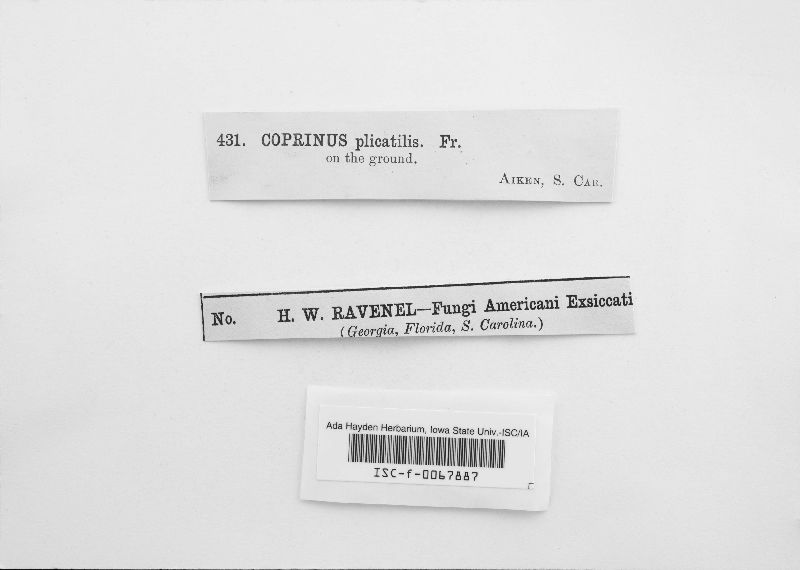 431. COPRINUS plicatilis. Fr.
on the ground.
AIKEN, S. CAR.
No. H. W. RAVENEL—Fungi Americani Exsiccati
(Georgia, Florida, S. Carolina.)
Ada Hayden Herbarium, Iowa State Univ.-ISC/IA
ISC-f-0067887